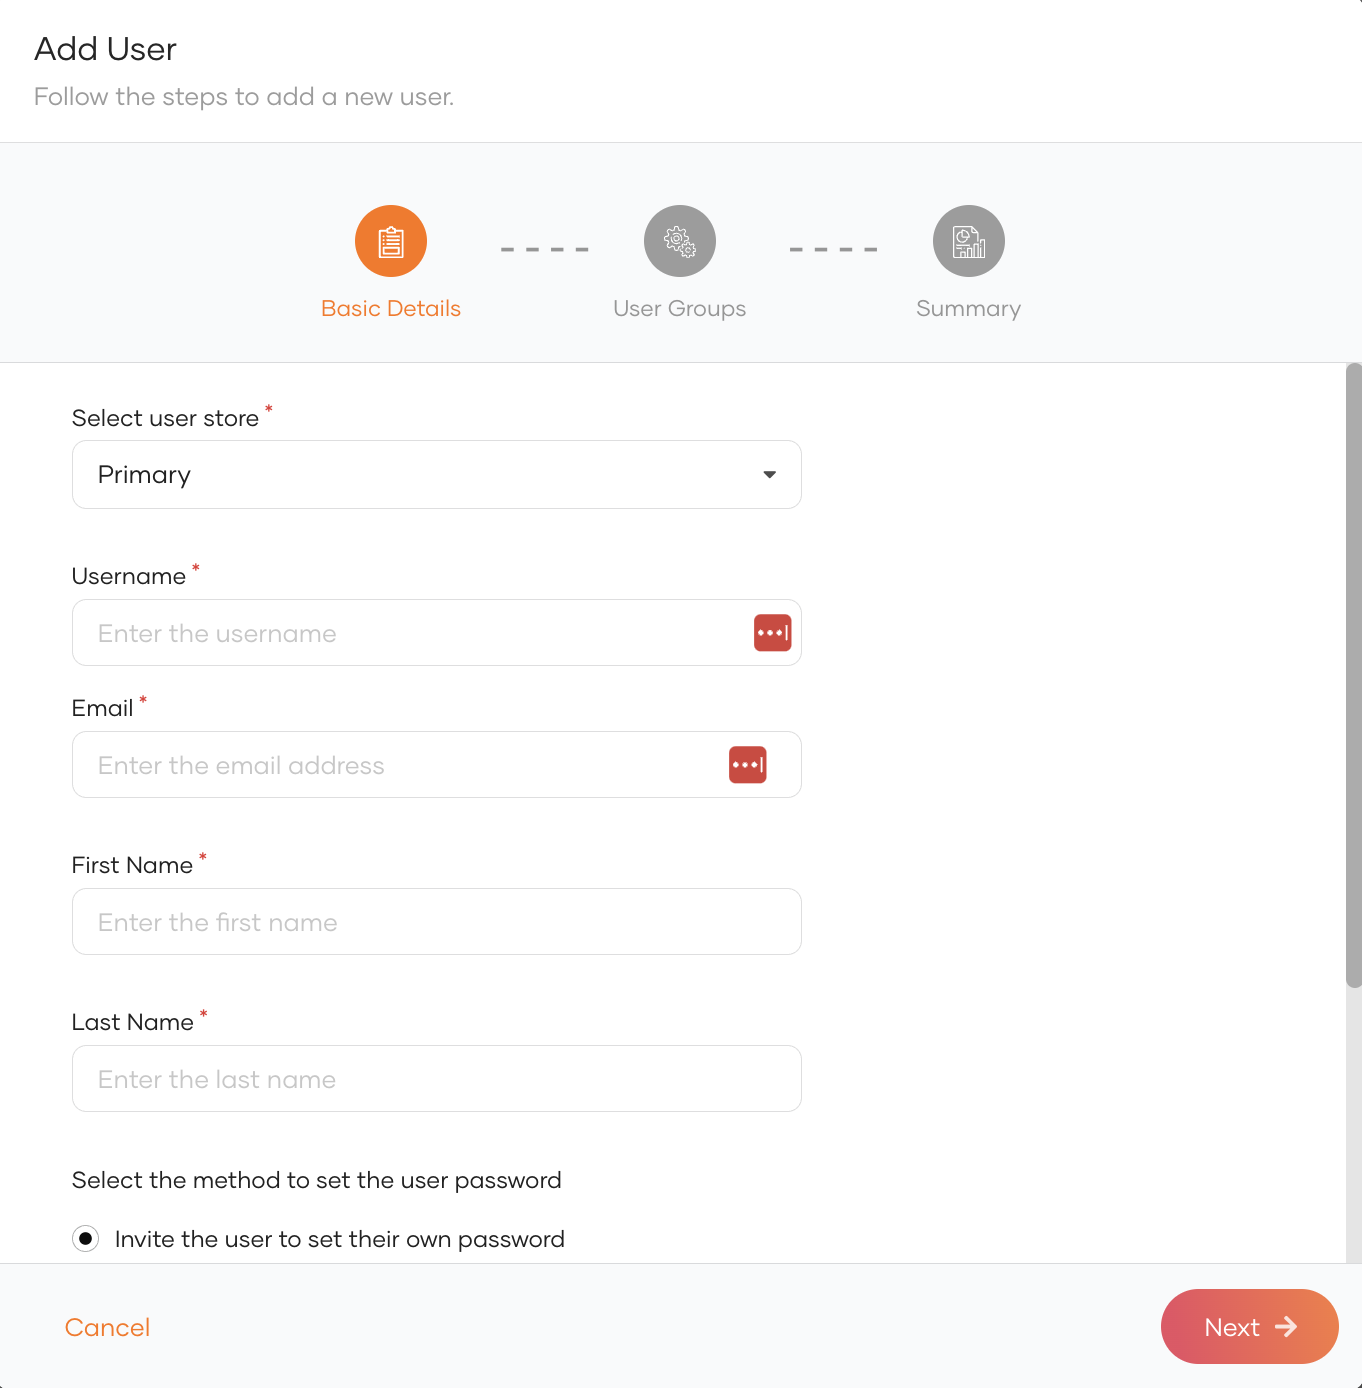 Add User
Follow the steps to add a new user.
Basic Details
User Groups
Summary
Select user store *
Primary
Username *
Enter the username
Email *
Enter the email address
First Name *
Enter the first name
Last Name *
Enter the last name
Select the method to set the user password
Invite the user to set their own password
Cancel
Next